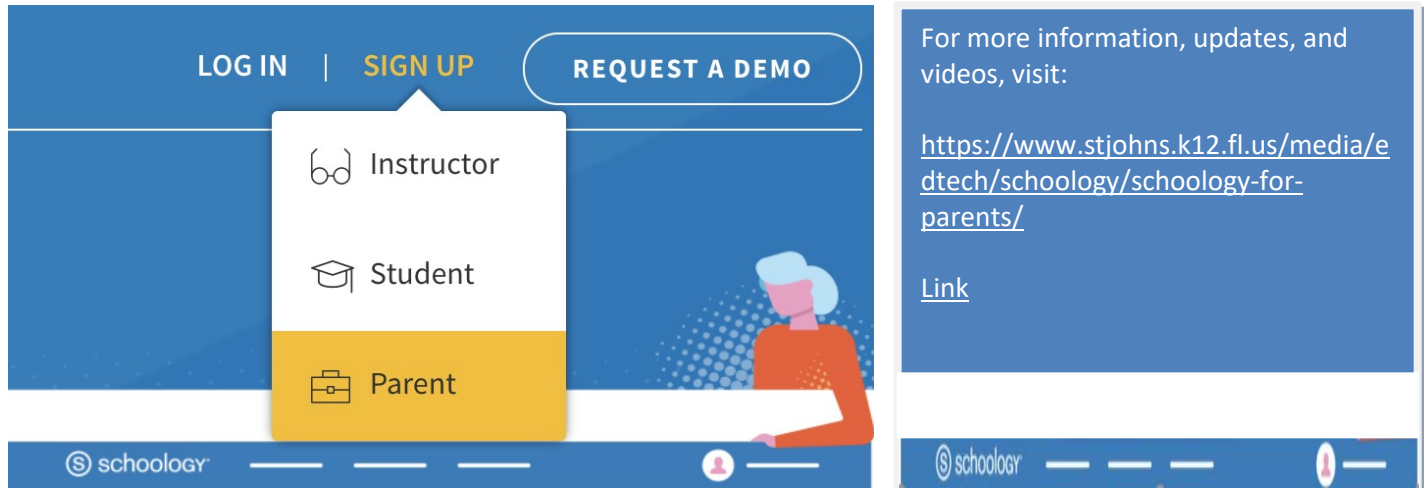 LOG IN | SIGN UP REQUEST A DEMO
Instructor
Student
Parent
schoology
For more information, updates, and
videos, visit:
https://www.stjohns.k12.fl.us/media/e
dtech/schoology/schoology-for-
parents/
Link
schoology